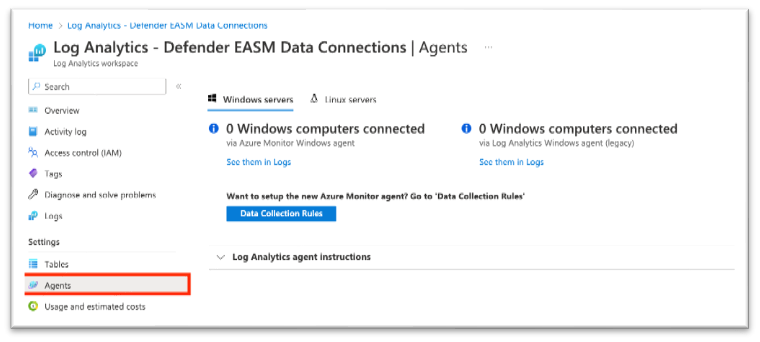 Home > Log Analytics - Defender EASM Data Connections
Log Analytics - Defender EASM Data Connections | Agents ...
Log Analytics workspace
Search «
Overview
Activity log
Access control (IAM)
Tags
Diagnose and solve problems
Logs
Settings
Tables
Agents
Usage and estimated costs
Windows servers Linux servers
0 Windows computers connected
via Azure Monitor Windows agent
See them in Logs
0 Windows computers connected
via Log Analytics Windows agent (legacy)
See them in Logs
Want to setup the new Azure Monitor agent? Go to 'Data Collection Rules'
Data Collection Rules
Log Analytics agent instructions